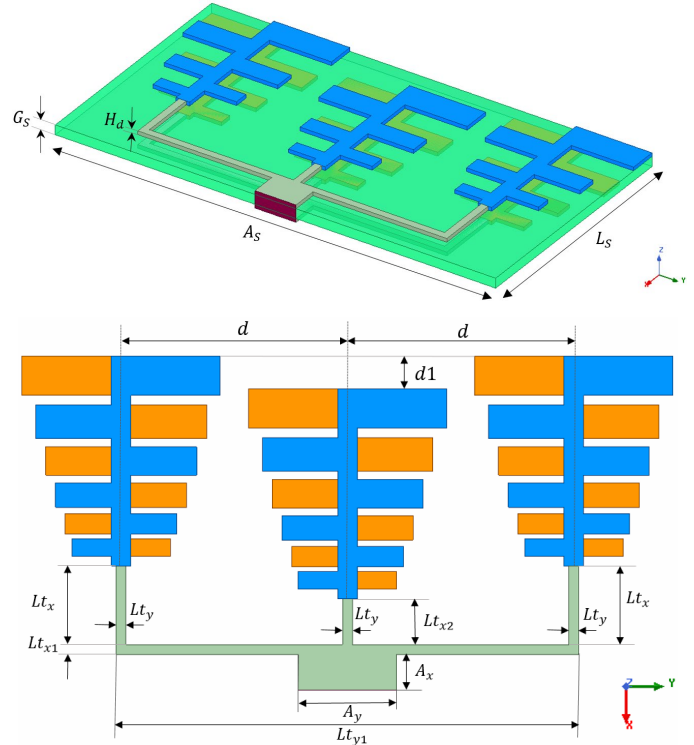 G_S
H_d
A_S
L_S
Z
X
Y
d
d
d1
Lt_x
Lt_y
Lt_y
Lt_x2
Lt_y
Lt_x
Lt_x1
A_x
A_y
Lt_y1
Z
Y
X